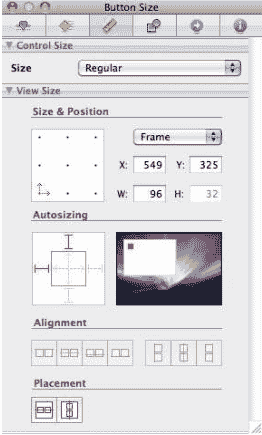 Button Size
Control Size
Size Regular
View Size
Size & Position
Frame
X: 549 Y: 325
W: 96 H: 32
Autosizing
Alignment
Placement